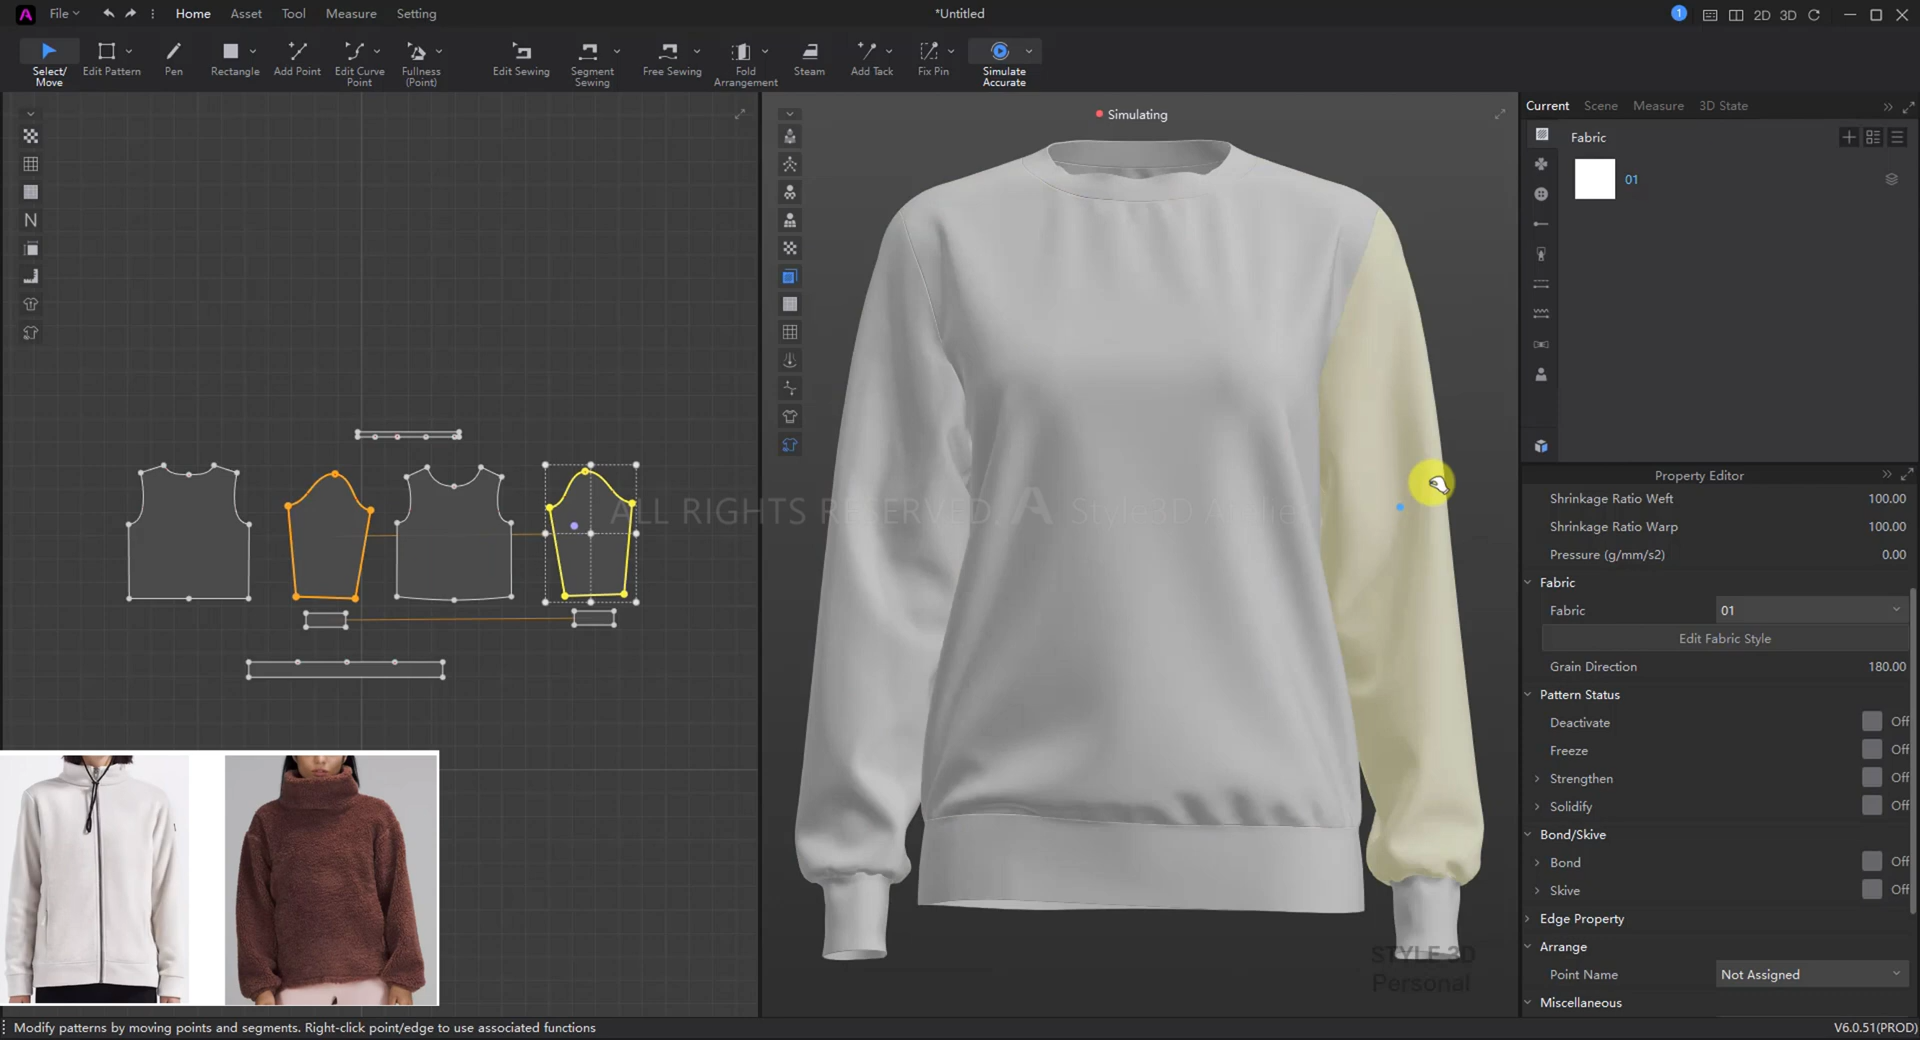 File
Home
Asset
Tool
Measure
Setting
*Untitled
1
2D
3D
Select/
Move
Edit Pattern
Pen
Rectangle
Add Point
Edit Curve
Point
Fullness
(Point)
Edit Sewing
Segment
Sewing
Free Sewing
Fold
Arrangement
Steam
Add Tack
Fix Pin
Simulate
Accurate
Simulating
Current
Scene
Measure
3D State
Fabric
01
ALL RIGHTS RESERVED
Style3D Atelier
Property Editor
Shrinkage Ratio Weft 100.00
Shrinkage Ratio Warp 100.00
Pressure (g/mm/s2) 0.00
Fabric
Fabric 01
Edit Fabric Style
Grain Direction 180.00
Pattern Status
Deactivate Off
Freeze Off
Strengthen Off
Solidify Off
Bond/Skive
Bond Off
Skive Off
Edge Property
Arrange
Point Name Not Assigned
Miscellaneous
STYLE 3D
Personal
Modify patterns by moving points and segments. Right-click point/edge to use associated functions
V6.0.51(PROD)